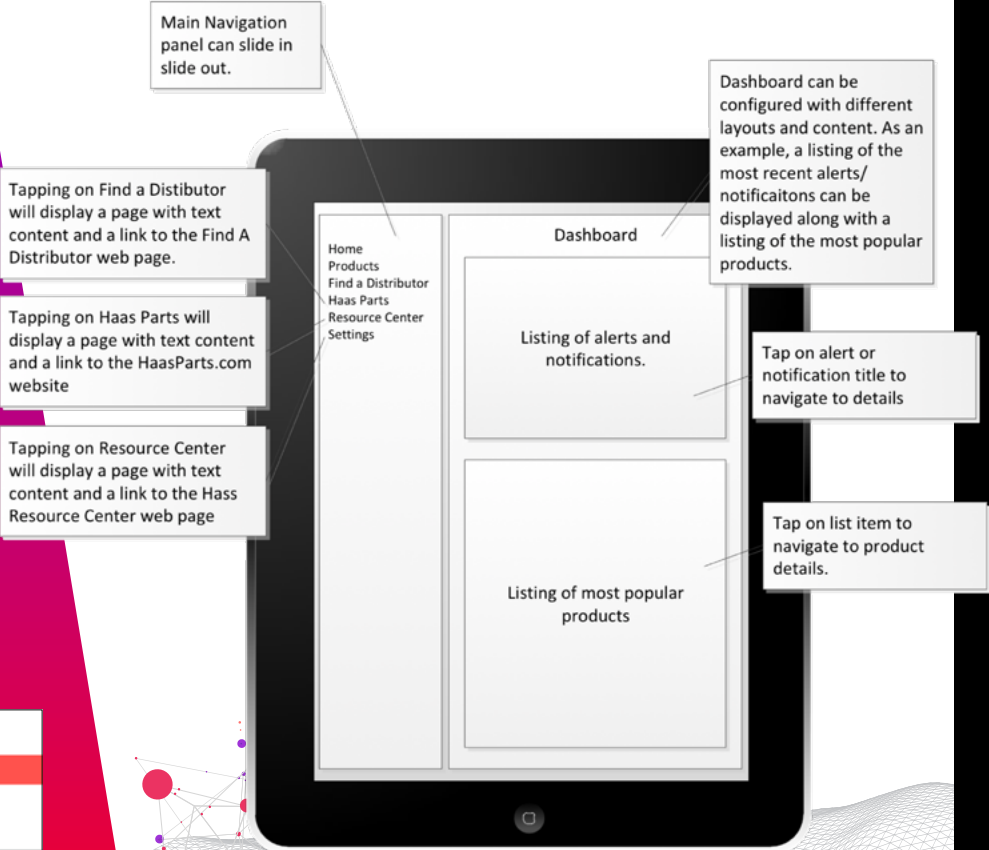 Main Navigation
panel can slide in
slide out.
Dashboard can be
configured with different
layouts and content. As an
example, a listing of the
most recent alerts/
notificaitons can be
displayed along with a
listing of the most popular
products.
Tapping on Find a Distibutor
will display a page with text
content and a link to the Find A
Distributor web page.
Tapping on Haas Parts will
display a page with text content
and a link to the HaasParts.com
website
Tapping on Resource Center
will display a page with text
content and a link to the Hass
Resource Center web page
Home
Products
Find a Distributor
Haas Parts
Resource Center
Settings
Dashboard
Listing of alerts and
notifications.
Listing of most popular
products
Tap on alert or
notification title to
navigate to details
Tap on list item to
navigate to product
details.